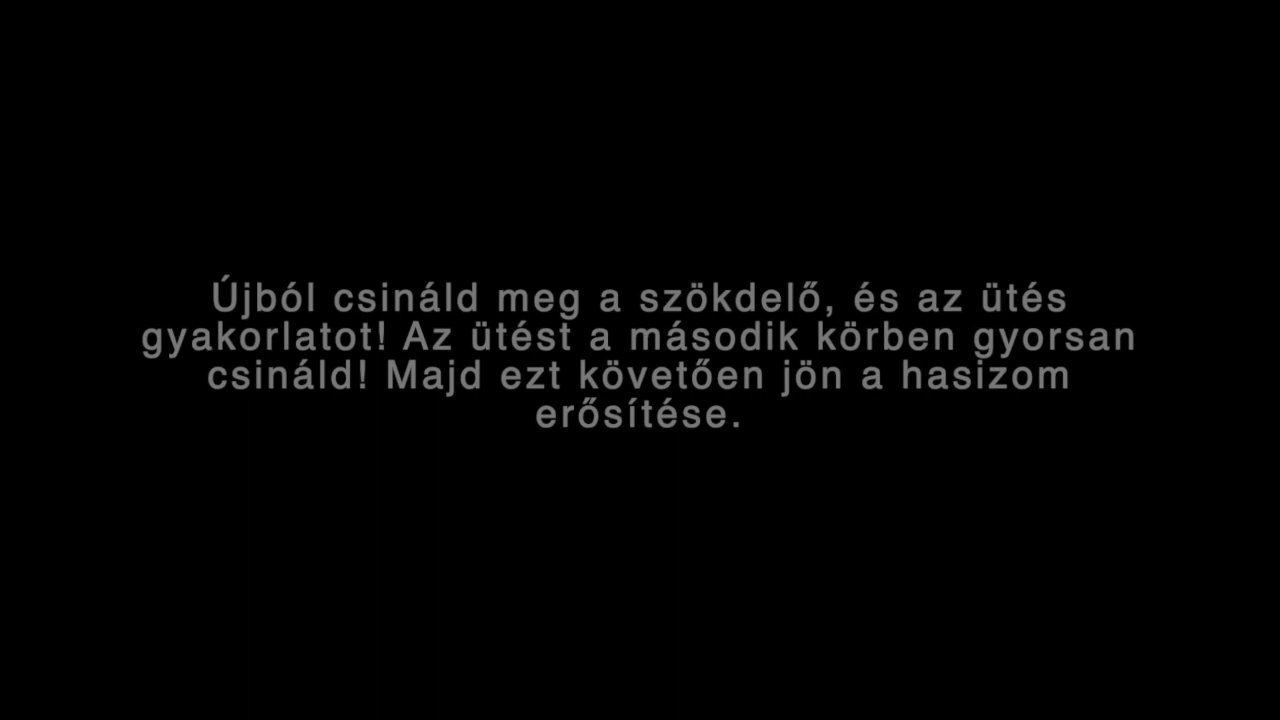 Újból csináld meg a szökdelő, és az ütés
gyakorlatot! Az ütést a második körben gyorsan
csináld! Majd ezt követően jön a hasizom
erősítése.